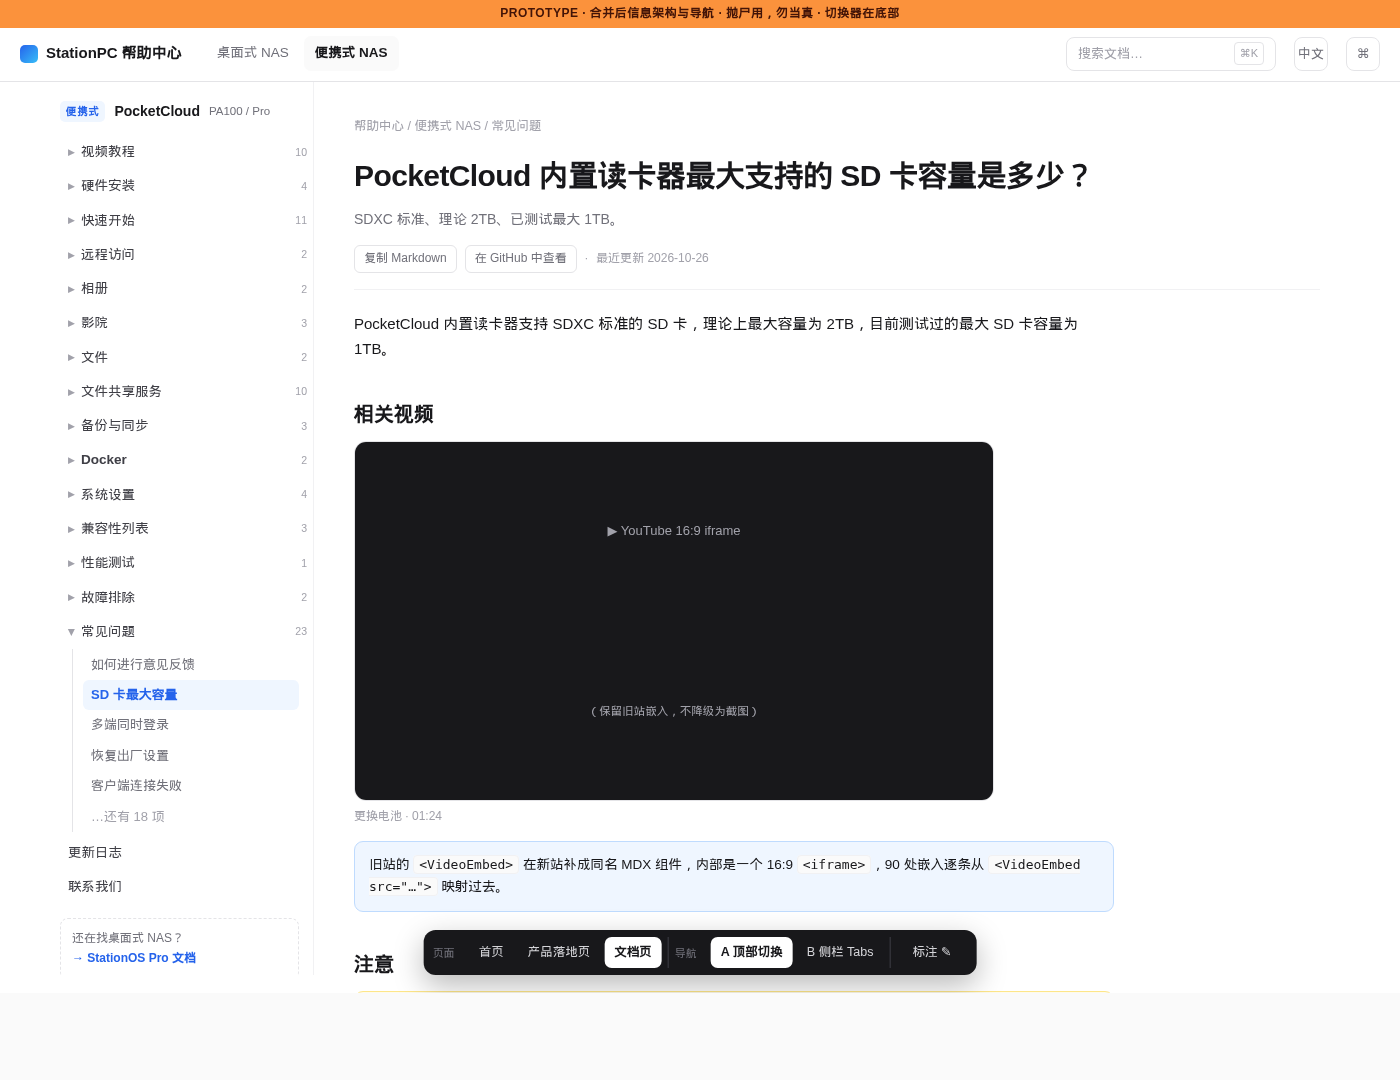 PROTOTYPE · 合并后信息架构与导航 · 抛尸用，勿当真 · 切换器在底部
StationPC 帮助中心
桌面式 NAS
便携式 NAS
搜索文档…
⌘K
中文
⌘
便携式 PocketCloud PA100 / Pro
▶ 视频教程 10
▶ 硬件安装 4
▶ 快速开始 11
▶ 远程访问 2
▶ 相册 2
▶ 影院 3
▶ 文件 2
▶ 文件共享服务 10
▶ 备份与同步 3
▶ Docker 2
▶ 系统设置 4
▶ 兼容性列表 3
▶ 性能测试 1
▶ 故障排除 2
▼ 常见问题 23
如何进行意见反馈
SD 卡最大容量
多端同时登录
恢复出厂设置
客户端连接失败
…还有 18 项
更新日志
联系我们
还在找桌面式 NAS？
→ StationOS Pro 文档
帮助中心 / 便携式 NAS / 常见问题
PocketCloud 内置读卡器最大支持的 SD 卡容量是多少？
SDXC 标准、理论 2TB、已测试最大 1TB。
复制 Markdown
在 GitHub 中查看
· 最近更新 2026-10-26
PocketCloud 内置读卡器支持 SDXC 标准的 SD 卡，理论上最大容量为 2TB，目前测试过的最大 SD 卡容量为
1TB。
相关视频
▶ YouTube 16:9 iframe
（保留旧站嵌入，不降级为截图）
更换电池 · 01:24
旧站的 <VideoEmbed> 在新站补成同名 MDX 组件，内部是一个 16:9 <iframe> ，90 处嵌入逐条从 <VideoEmbed
src="…"> 映射过去。
注意
页面 首页 产品落地页 文档页 导航 A 顶部切换 B 侧栏 Tabs 标注 ✎